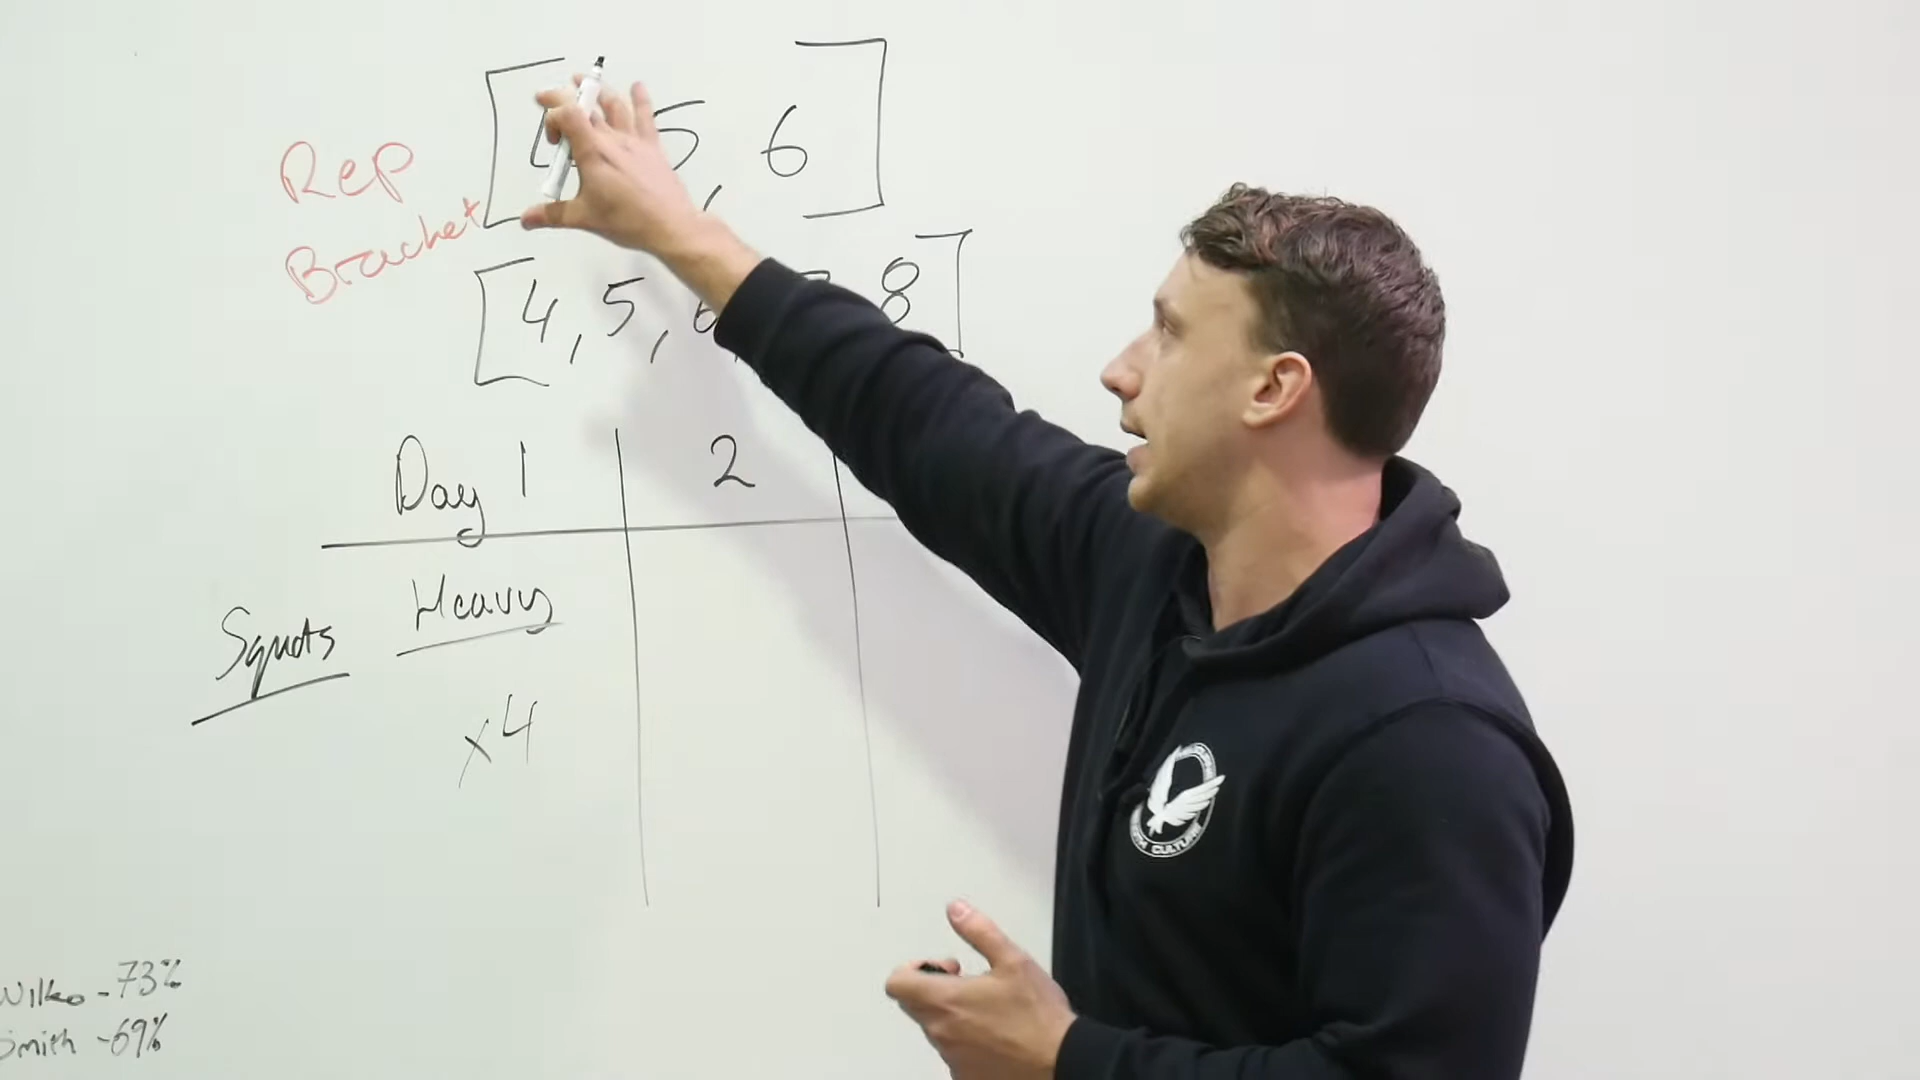 [4, 5, 6]
Rep
Bracket
[4, 5, 6, 8]
Day 1 2
Heavy
Squats
x4
CULTURE
Wilko - 73%
Smith - 69%